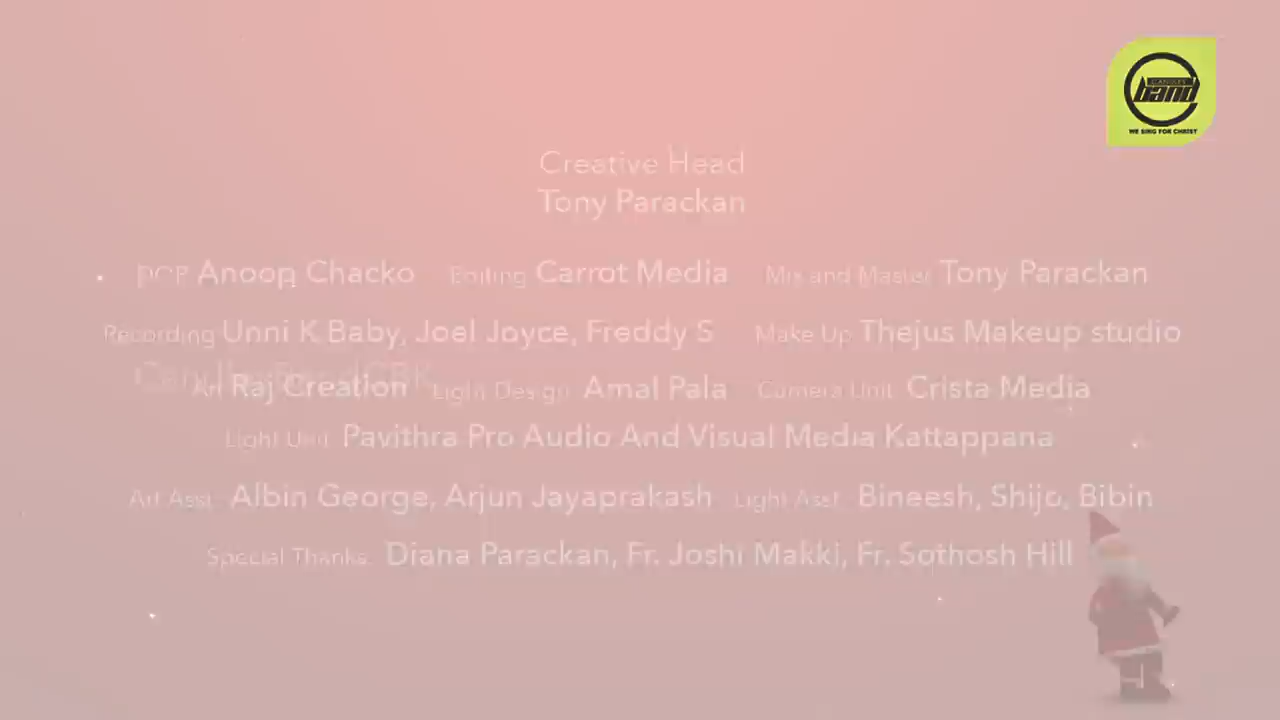 CANDLES
band
WE SING FOR CHRIST
Creative Head
Tony Parackan
DOP Anoop Chacko Editing Carrot Media Mix and Master Tony Parackan
Recording Unni K Baby, Joel Joyce, Freddy S Make Up Thejus Makeup studio
Art Raj Creation Light Design Amal Pala Camera Unit Crista Media
Light Unit Pavithra Pro Audio And Visual Media Kattappana
Art Asst Albin George, Arjun Jayaprakash Light Asst Bineesh, Shijo, Bibin
Special Thanks Diana Parackan, Fr. Joshi Makki, Fr. Sothosh Hill